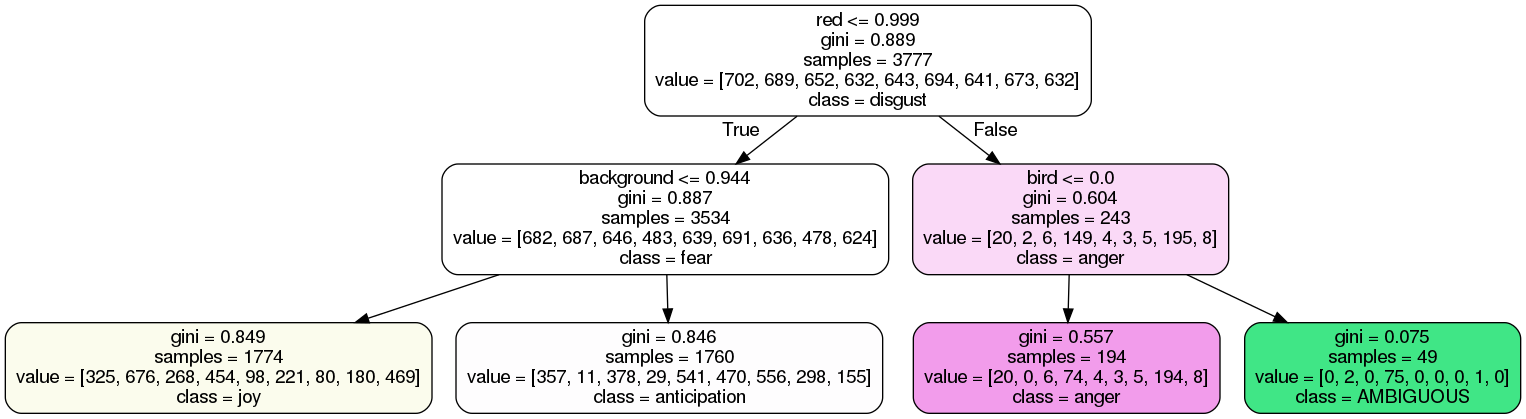 red <= 0.999
gini = 0.889
samples = 3777
value = [702, 689, 652, 632, 643, 694, 641, 673, 632]
class = disgust
True
False
background <= 0.944
gini = 0.887
samples = 3534
value = [682, 687, 646, 483, 639, 691, 636, 478, 624]
class = fear
bird <= 0.0
gini = 0.604
samples = 243
value = [20, 2, 6, 149, 4, 3, 5, 195, 8]
class = anger
gini = 0.849
samples = 1774
value = [325, 676, 268, 454, 98, 221, 80, 180, 469]
class = joy
gini = 0.846
samples = 1760
value = [357, 11, 378, 29, 541, 470, 556, 298, 155]
class = anticipation
gini = 0.557
samples = 194
value = [20, 0, 6, 74, 4, 3, 5, 194, 8]
class = anger
gini = 0.075
samples = 49
value = [0, 2, 0, 75, 0, 0, 0, 1, 0]
class = AMBIGUOUS